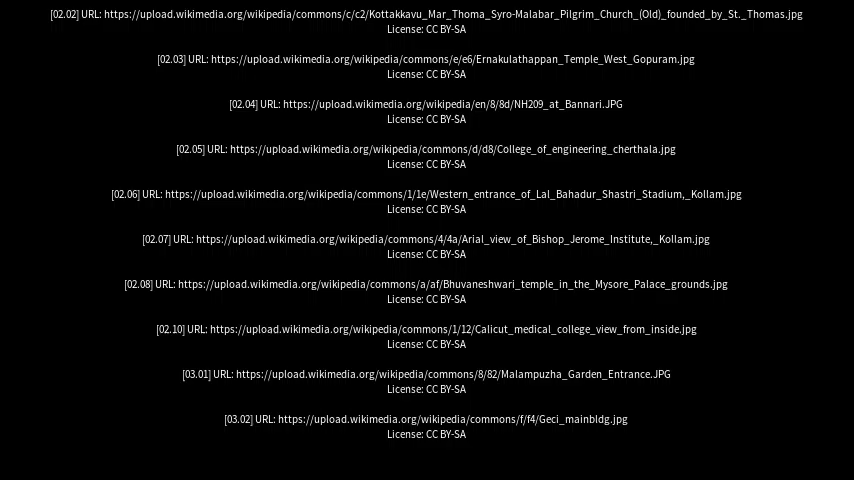 [02.02] URL: https://upload.wikimedia.org/wikipedia/commons/c/c2/Kottakkavu_Mar_Thoma_Syro-Malabar_Pilgrim_Church_(Old)_founded_by_St._Thomas.jpg
License: CC BY-SA
[02.03] URL: https://upload.wikimedia.org/wikipedia/commons/e/e6/Ernakulathappan_Temple_West_Gopuram.jpg
License: CC BY-SA
[02.04] URL: https://upload.wikimedia.org/wikipedia/en/8/8d/NH209_at_Bannari.JPG
License: CC BY-SA
[02.05] URL: https://upload.wikimedia.org/wikipedia/commons/d/d8/College_of_engineering_cherthala.jpg
License: CC BY-SA
[02.06] URL: https://upload.wikimedia.org/wikipedia/commons/1/1e/Western_entrance_of_Lal_Bahadur_Shastri_Stadium,_Kollam.jpg
License: CC BY-SA
[02.07] URL: https://upload.wikimedia.org/wikipedia/commons/4/4a/Arial_view_of_Bishop_Jerome_Institute,_Kollam.jpg
License: CC BY-SA
[02.08] URL: https://upload.wikimedia.org/wikipedia/commons/a/af/Bhuvaneshwari_temple_in_the_Mysore_Palace_grounds.jpg
License: CC BY-SA
[02.10] URL: https://upload.wikimedia.org/wikipedia/commons/1/12/Calicut_medical_college_view_from_inside.jpg
License: CC BY-SA
[03.01] URL: https://upload.wikimedia.org/wikipedia/commons/8/82/Malampuzha_Garden_Entrance.JPG
License: CC BY-SA
[03.02] URL: https://upload.wikimedia.org/wikipedia/commons/f/f4/Geci_mainbldg.jpg
License: CC BY-SA